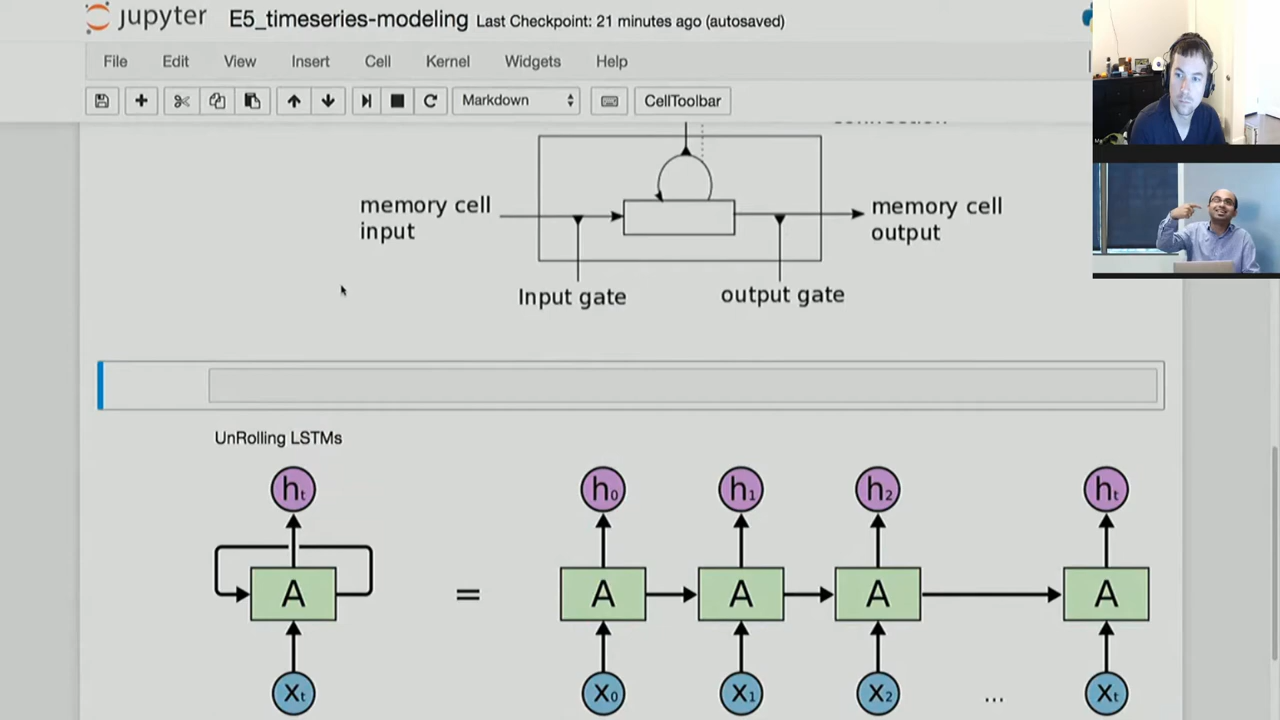 jupyter E5_timeseries-modeling Last Checkpoint: 21 minutes ago (autosaved)
File Edit View Insert Cell Kernel Widgets Help
Markdown CellToolbar
connection
memory cell input
memory cell output
Input gate
output gate
UnRolling LSTMs
hₜ h₀ h₁ h₂ hₜ
A = A A A A
Xₜ X₀ X₁ X₂ ... Xₜ